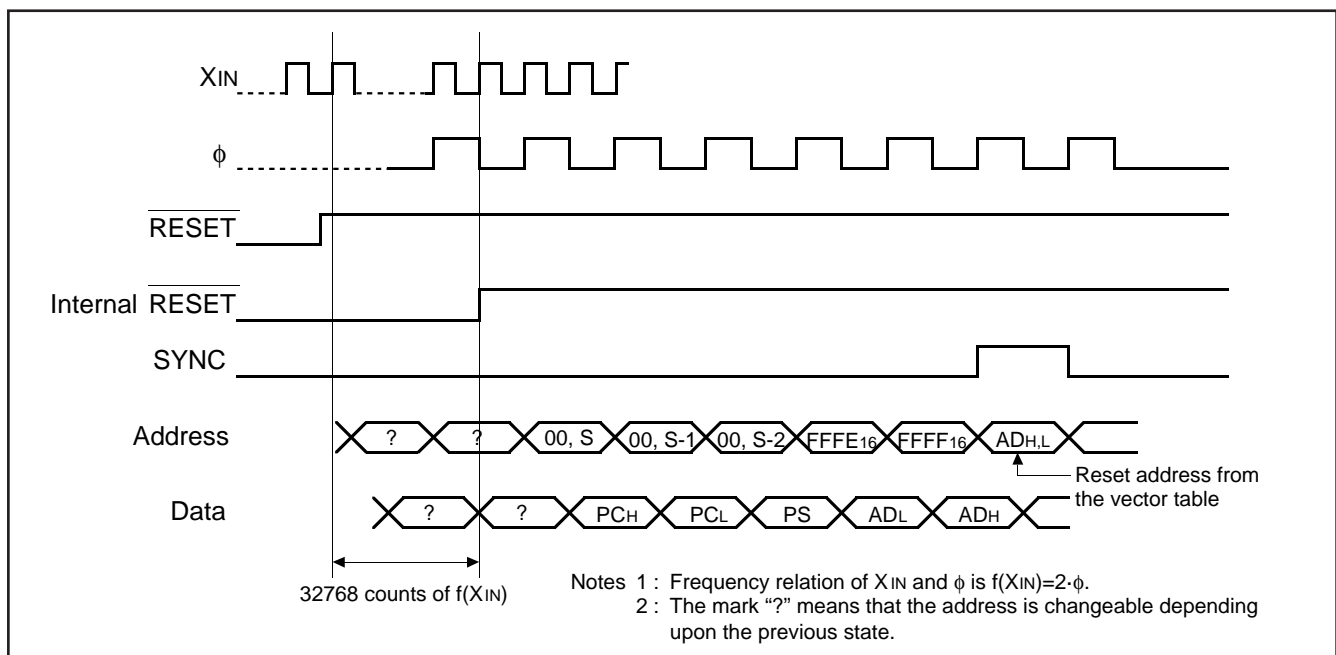 XIN
ϕ
RESET
Internal RESET
SYNC
Address
? ? 00, S 00, S-1 00, S-2 FFFE16 FFFF16 ADH,L
Reset address from
the vector table
Data
? ? PCH PCL PS ADL ADH
32768 counts of f(XIN)
Notes 1 : Frequency relation of XIN and ϕ is f(XIN)=2·ϕ.
2 : The mark “?” means that the address is changeable depending
upon the previous state.